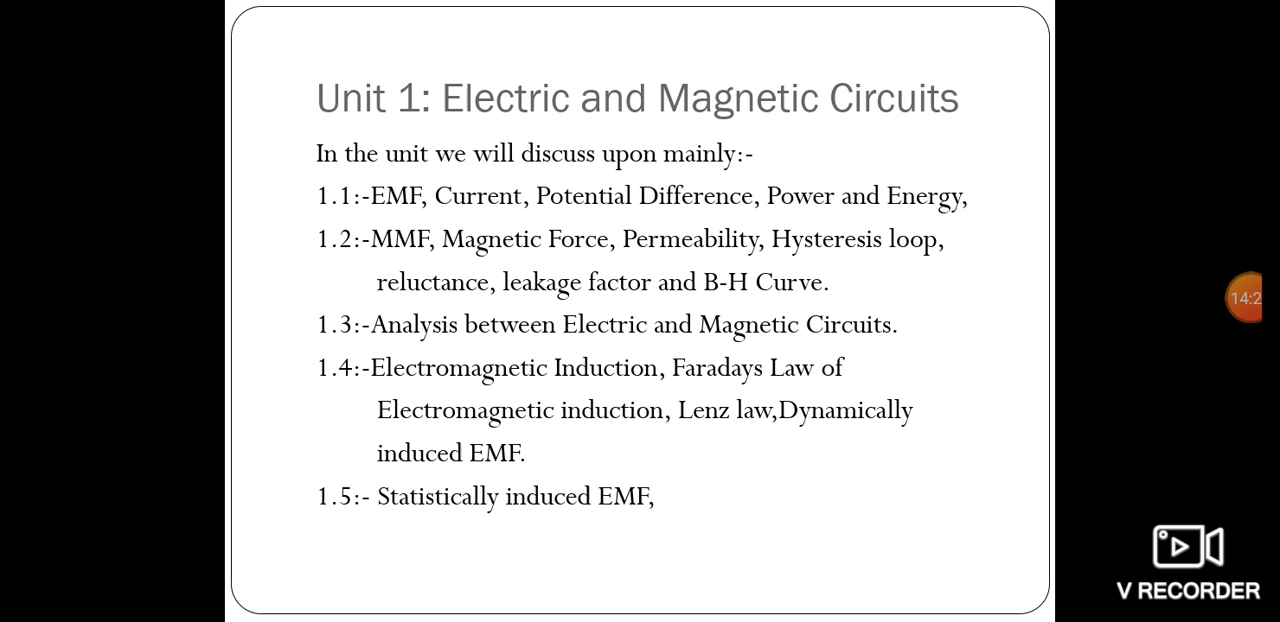 Unit 1: Electric and Magnetic Circuits
In the unit we will discuss upon mainly:-
1.1:-EMF, Current, Potential Difference, Power and Energy,
1.2:-MMF, Magnetic Force, Permeability, Hysteresis loop,
reluctance, leakage factor and B-H Curve.
1.3:-Analysis between Electric and Magnetic Circuits.
1.4:-Electromagnetic Induction, Faradays Law of
Electromagnetic induction, Lenz law,Dynamically
induced EMF.
1.5:- Statistically induced EMF,
14:2
V RECORDER